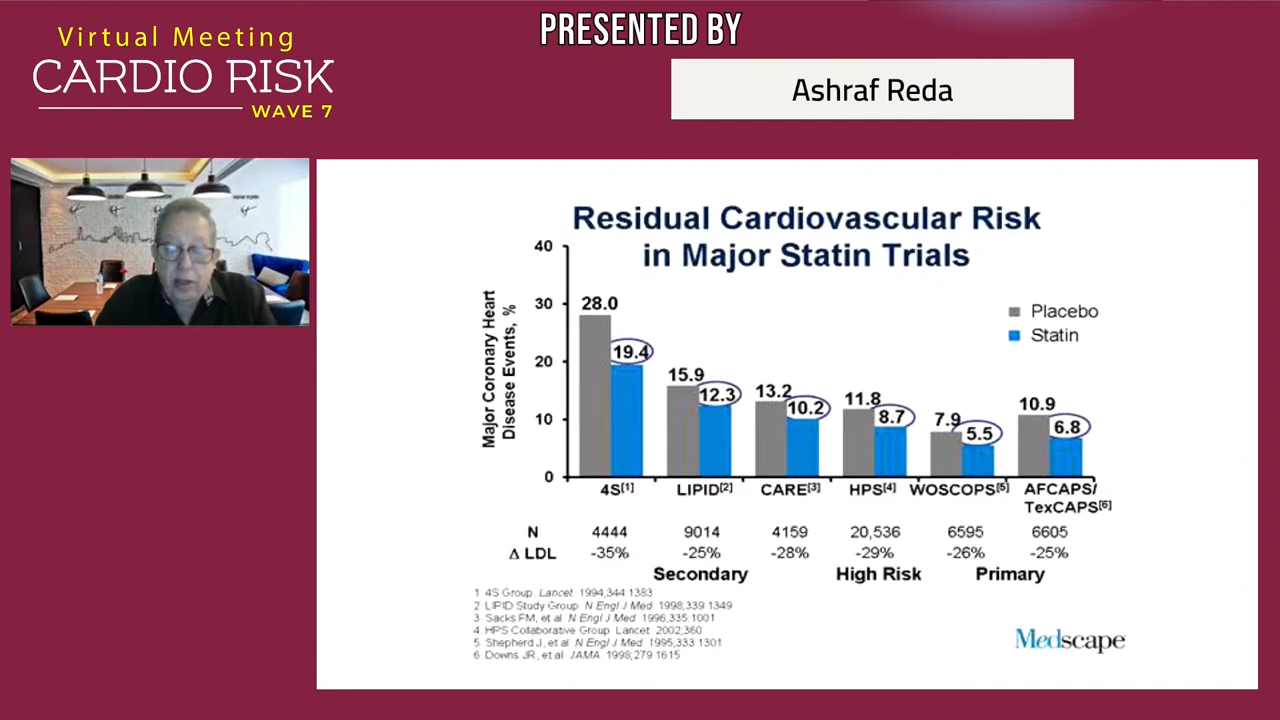 Virtual Meeting
CARDIO RISK
WAVE 7
PRESENTED BY
Ashraf Reda
Residual Cardiovascular Risk
in Major Statin Trials
Major Coronary Heart
Disease Events, %
40
30
20
10
0
28.0
19.4
15.9
12.3
13.2
10.2
11.8
8.7
7.9
5.5
10.9
6.8
Placebo
Statin
4S[1] LIPID[2] CARE[3] HPS[4] WOSCOPS[5] AFCAPS/
TexCAPS[6]
N 4444 9014 4159 20,536 6595 6605
Δ LDL -35% -25% -28% -29% -26% -25%
Secondary High Risk Primary
1 4S Group. Lancet. 1994;344:1383
2 LIPID Study Group N Engl J Med 1998;339:1349
3 Sacks FM, et al N Engl J Med. 1996;335:1001
4 HPS Collaborative Group Lancet 2002;360
5 Shepherd J, et al N Engl J Med. 1995;333:1301
6 Downs JR, et al. JAMA 1998;279:1615
Medscape